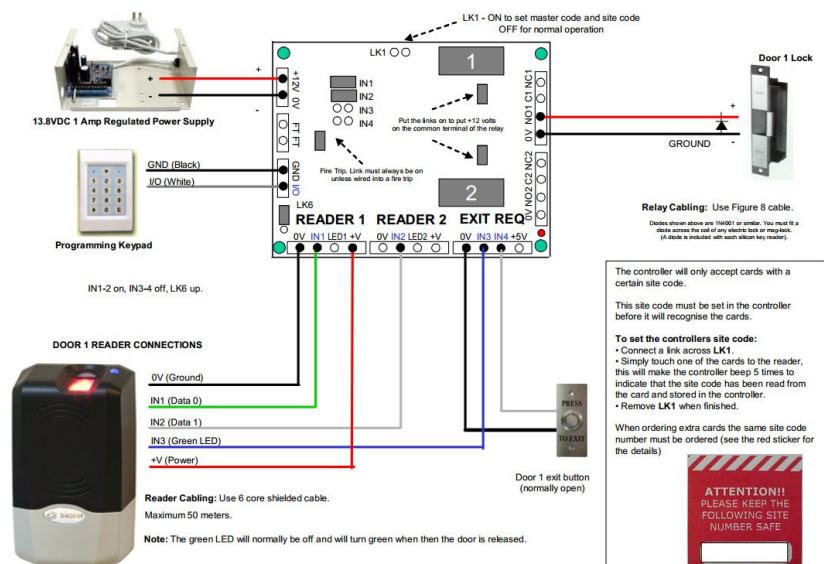 LK1 - ON to set master code and site code
OFF for normal operation
LK1
1
Door 1 Lock
+
-
+
-
+12V
0V
IN1
IN2
IN3
IN4
Put the links on to put +12 volts
on the common terminal of the relay
NC1
C1
NO1
0V
+
-
GROUND
13.8VDC 1 Amp Regulated Power Supply
FT
FT
Fire Trip. Link must always be on
unless wired into a fire trip
GND (Black)
I/O (White)
GND
I/O
LK6
2
NC2
C2
NO2
0V
Programming Keypad
READER 1
READER 2
EXIT REQ
0V IN1 LED1 +V
0V IN2 LED2 +V
0V IN3 IN4 +5V
Relay Cabling: Use Figure 8 cable.
Diodes shown above are 1N4001 or similar. You must fit a
diode across the coil of any electric lock or mag-lock.
(A diode is included with each silicon key reader).
IN1-2 on, IN3-4 off, LK6 up.
DOOR 1 READER CONNECTIONS
0V (Ground)
IN1 (Data 0)
IN2 (Data 1)
IN3 (Green LED)
+V (Power)
SAGEM
Reader Cabling: Use 6 core shielded cable.
Maximum 50 meters.
Note: The green LED will normally be off and will turn green when then the door is released.
PRESS
TO EXIT
Door 1 exit button
(normally open)
The controller will only accept cards with a
certain site code.
This site code must be set in the controller
before it will recognise the cards.
To set the controllers site code:
• Connect a link across LK1.
• Simply touch one of the cards to the reader,
this will make the controller beep 5 times to
indicate that the site code has been read from
the card and stored in the controller.
• Remove LK1 when finished.
When ordering extra cards the same site code
number must be ordered (see the red sticker for
the details)
ATTENTION!!
PLEASE KEEP THE
FOLLOWING SITE
NUMBER SAFE